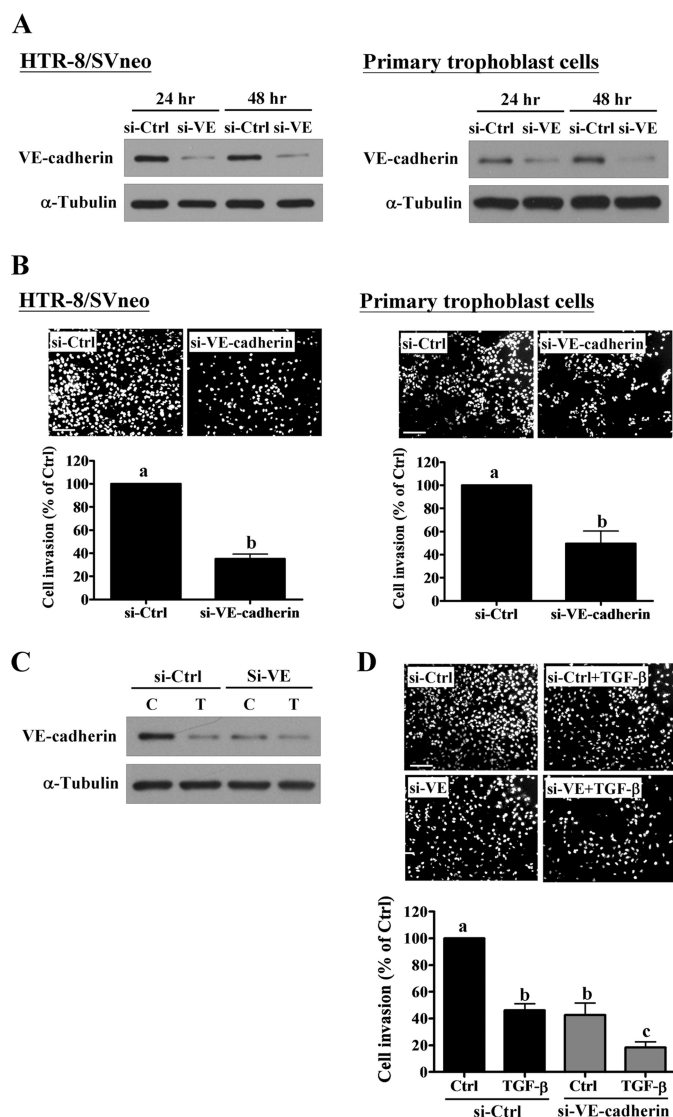 A
HTR-8/SVneo
24 hr 48 hr
si-Ctrl si-VE si-Ctrl si-VE
VE-cadherin
α-Tubulin
Primary trophoblast cells
24 hr 48 hr
si-Ctrl si-VE si-Ctrl si-VE
VE-cadherin
α-Tubulin
B
HTR-8/SVneo
si-Ctrl si-VE-cadherin
Cell invasion (% of Ctrl)
120
100
80
60
40
20
0
a
b
si-Ctrl si-VE-cadherin
Primary trophoblast cells
si-Ctrl si-VE-cadherin
Cell invasion (% of Ctrl)
120
100
80
60
40
20
0
a
b
si-Ctrl si-VE-cadherin
C
si-Ctrl Si-VE
C T C T
VE-cadherin
α-Tubulin
D
si-Ctrl si-Ctrl+TGF-β
si-VE si-VE+TGF-β
Cell invasion (% of Ctrl)
120
100
80
60
40
20
0
a
b
b
c
Ctrl TGF-β Ctrl TGF-β
si-Ctrl si-VE-cadherin